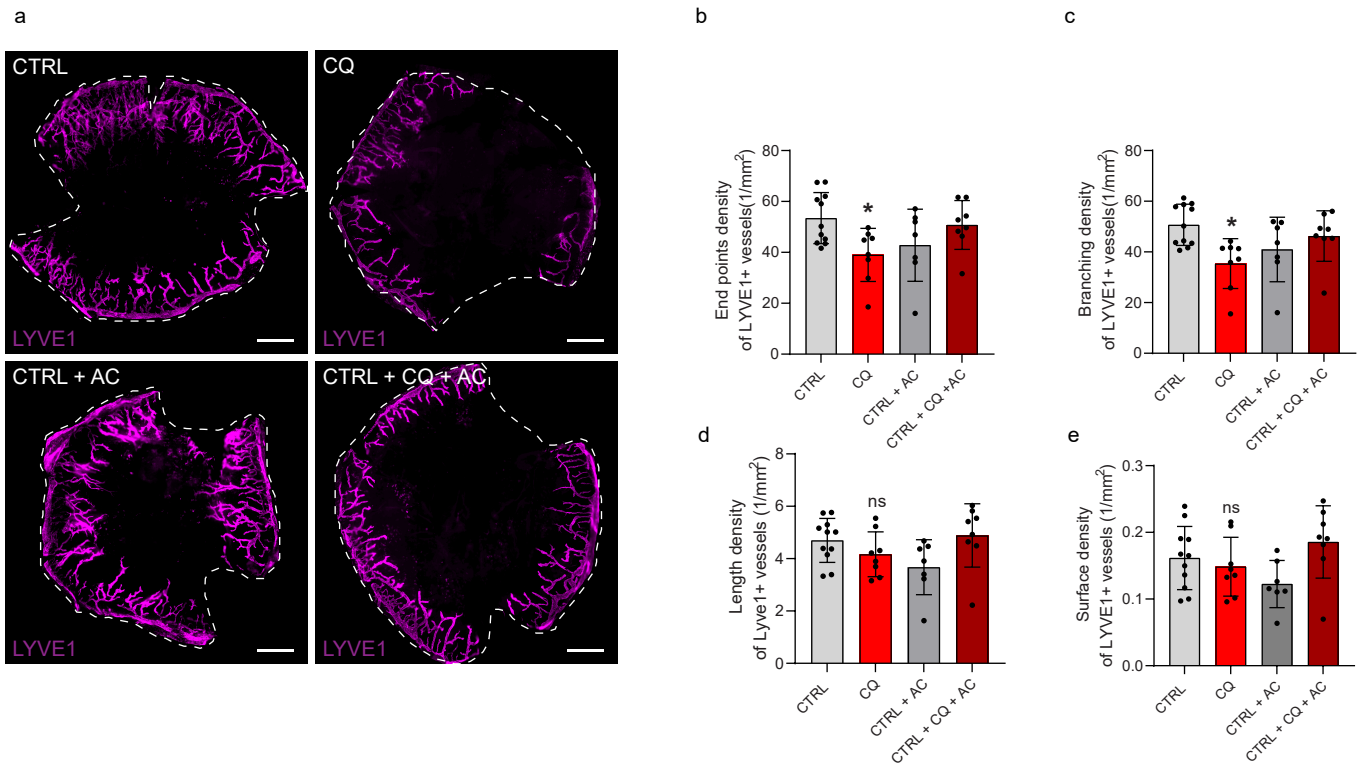 a
CTRL
LYVE1
CQ
LYVE1
CTRL + AC
LYVE1
CTRL + CQ + AC
LYVE1
b
End points density
of LYVE1+ vessels(1/mm²)
80
60
40
20
0
*
CTRL
CQ
CTRL + AC
CTRL + CQ +AC
c
Branching density
of LYVE1+ vessels (1/mm²)
80
60
40
20
0
*
CTRL
CQ
CTRL + AC
CTRL + CQ + AC
d
Length density
of Lyve1+ vessels (1/mm²)
8
6
4
2
0
ns
CTRL
CQ
CTRL + AC
CTRL + CQ + AC
e
Surface density
of LYVE1+ vessels (1/mm²)
0.3
0.2
0.1
0.0
ns
CTRL
CQ
CTRL + AC
CTRL + CQ + AC